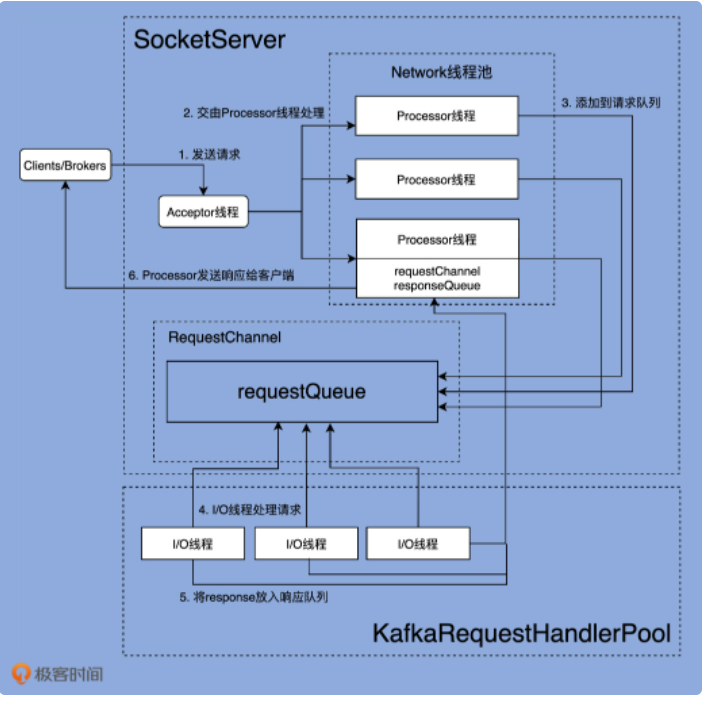 SocketServer
Network线程池
2. 交由Processor线程处理
Processor线程
3. 添加到请求队列
Clients/Brokers
1. 发送请求
Processor线程
Acceptor线程
Processor线程
6. Processor发送响应给客户端
requestChannel
responseQueue
RequestChannel
requestQueue
4. I/O线程处理请求
I/O线程
I/O线程
I/O线程
5. 将response放入响应队列
KafkaRequestHandlerPool
极客时间